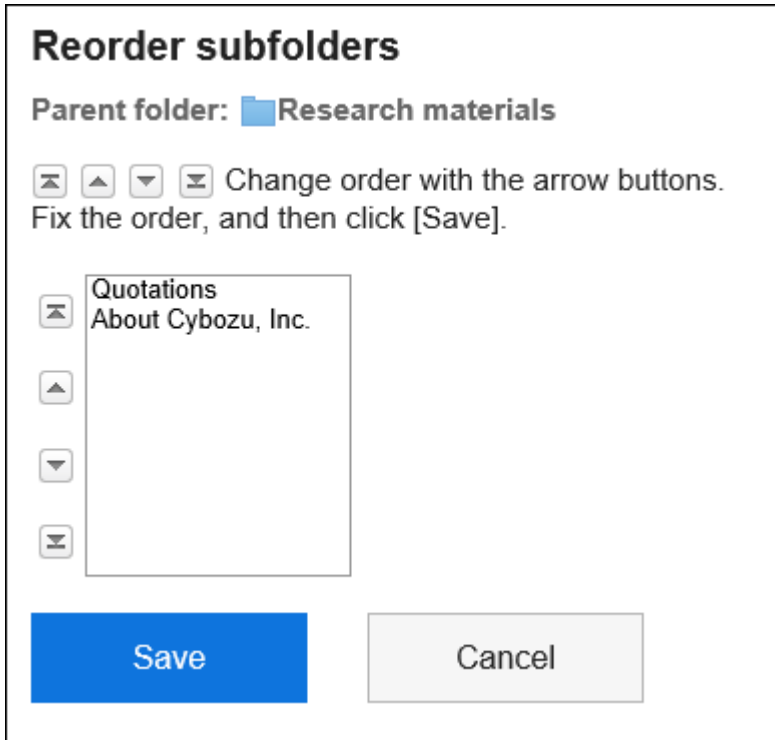 Reorder subfolders
Parent folder: Research materials
Change order with the arrow buttons.
Fix the order, and then click [Save].
Quotations
About Cybozu, Inc.
Save
Cancel